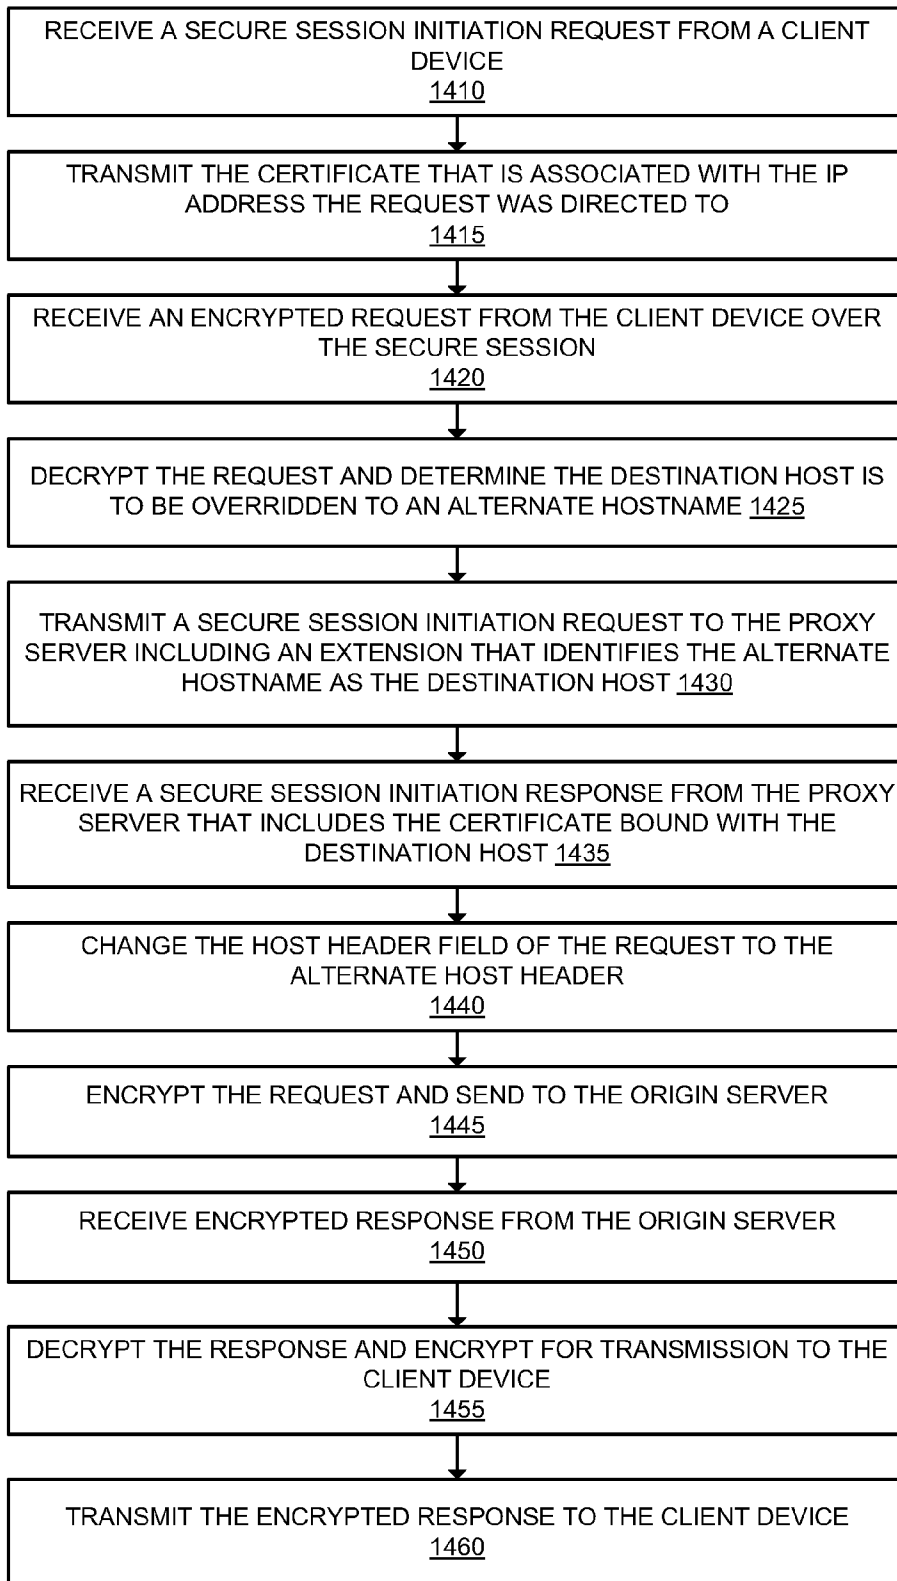 RECEIVE A SECURE SESSION INITIATION REQUEST FROM A CLIENT
DEVICE
1410
TRANSMIT THE CERTIFICATE THAT IS ASSOCIATED WITH THE IP
ADDRESS THE REQUEST WAS DIRECTED TO
1415
RECEIVE AN ENCRYPTED REQUEST FROM THE CLIENT DEVICE OVER
THE SECURE SESSION
1420
DECRYPT THE REQUEST AND DETERMINE THE DESTINATION HOST IS
TO BE OVERRIDDEN TO AN ALTERNATE HOSTNAME 1425
TRANSMIT A SECURE SESSION INITIATION REQUEST TO THE PROXY
SERVER INCLUDING AN EXTENSION THAT IDENTIFIES THE ALTERNATE
HOSTNAME AS THE DESTINATION HOST 1430
RECEIVE A SECURE SESSION INITIATION RESPONSE FROM THE PROXY
SERVER THAT INCLUDES THE CERTIFICATE BOUND WITH THE
DESTINATION HOST 1435
CHANGE THE HOST HEADER FIELD OF THE REQUEST TO THE
ALTERNATE HOST HEADER
1440
ENCRYPT THE REQUEST AND SEND TO THE ORIGIN SERVER
1445
RECEIVE ENCRYPTED RESPONSE FROM THE ORIGIN SERVER
1450
DECRYPT THE RESPONSE AND ENCRYPT FOR TRANSMISSION TO THE
CLIENT DEVICE
1455
TRANSMIT THE ENCRYPTED RESPONSE TO THE CLIENT DEVICE
1460